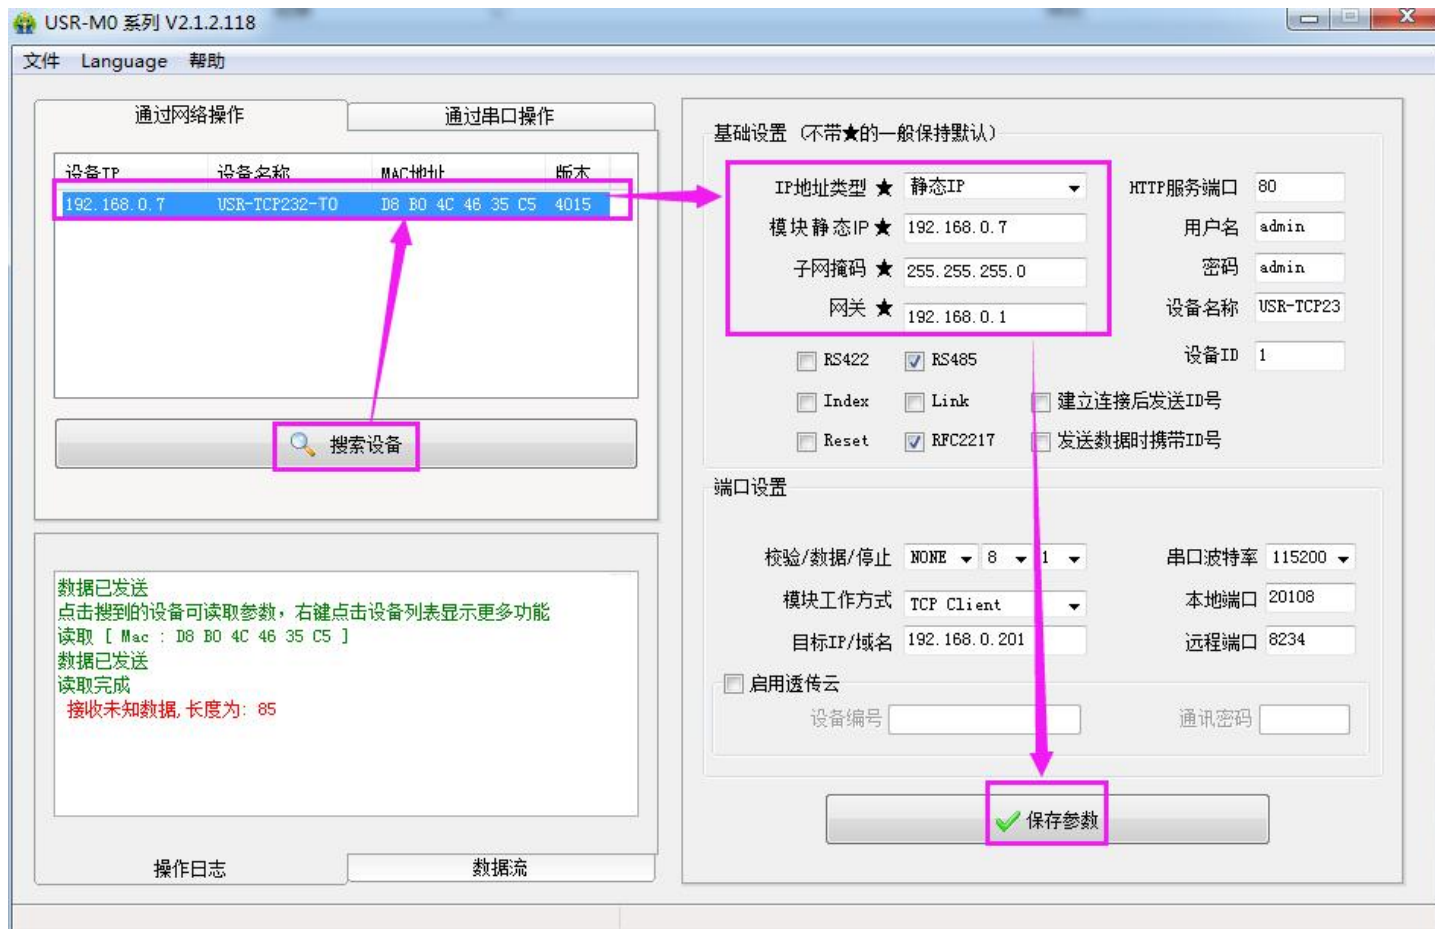 USR-M0 系列 V2.1.2.118
文件 Language 帮助
通过网络操作 通过串口操作
设备IP 设备名称 MAC地址 版本
192.168.0.7 USR-TCP232-T0 D8 B0 4C 46 35 C5 4015
搜索设备
数据已发送
点击搜到的设备可读取参数，右键点击设备列表显示更多功能
读取 [ Mac : D8 B0 4C 46 35 C5 ]
数据已发送
读取完成
接收未知数据,长度为: 85
操作日志 数据流
基础设置 (不带★的一般保持默认)
IP地址类型 ★ 静态IP HTTP服务端口 80
模块静态IP ★ 192.168.0.7 用户名 admin
子网掩码 ★ 255.255.255.0 密码 admin
网关 ★ 192.168.0.1 设备名称 USR-TCP23
RS422 RS485 设备ID 1
Index Link 建立连接后发送ID号
Reset RFC2217 发送数据时携带ID号
端口设置
校验/数据/停止 NONE 8 1 串口波特率 115200
模块工作方式 TCP Client 本地端口 20108
目标IP/域名 192.168.0.201 远程端口 8234
启用透传云
设备编号 通讯密码
保存参数